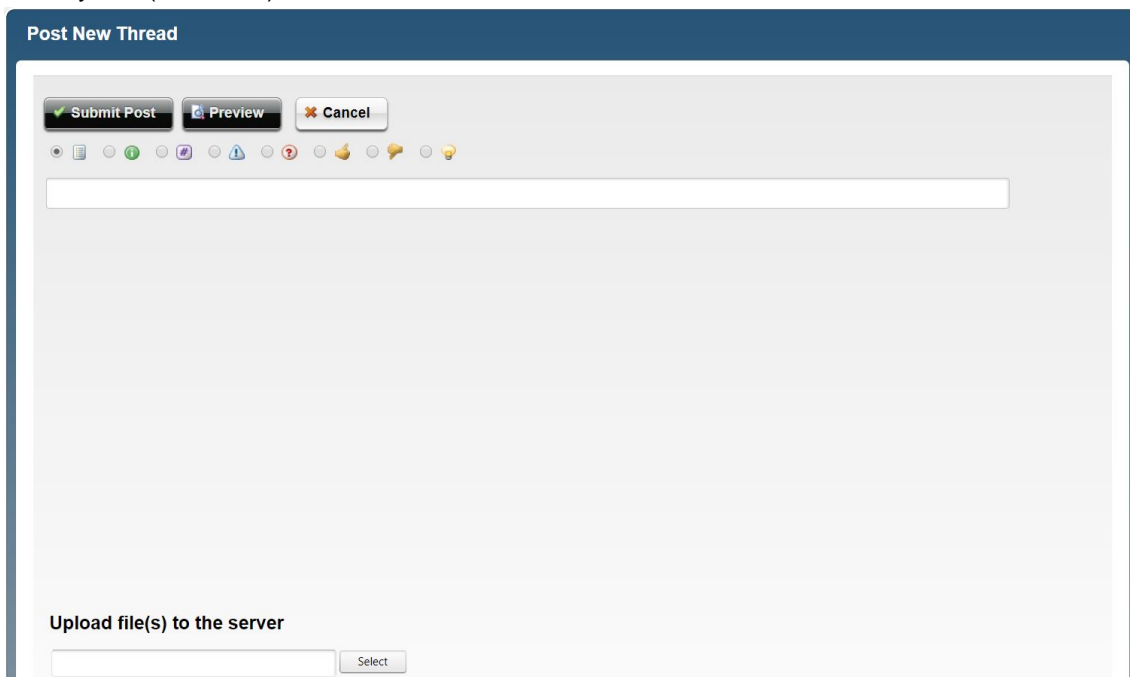 Post New Thread
Submit Post Preview Cancel
Upload file(s) to the server
Select